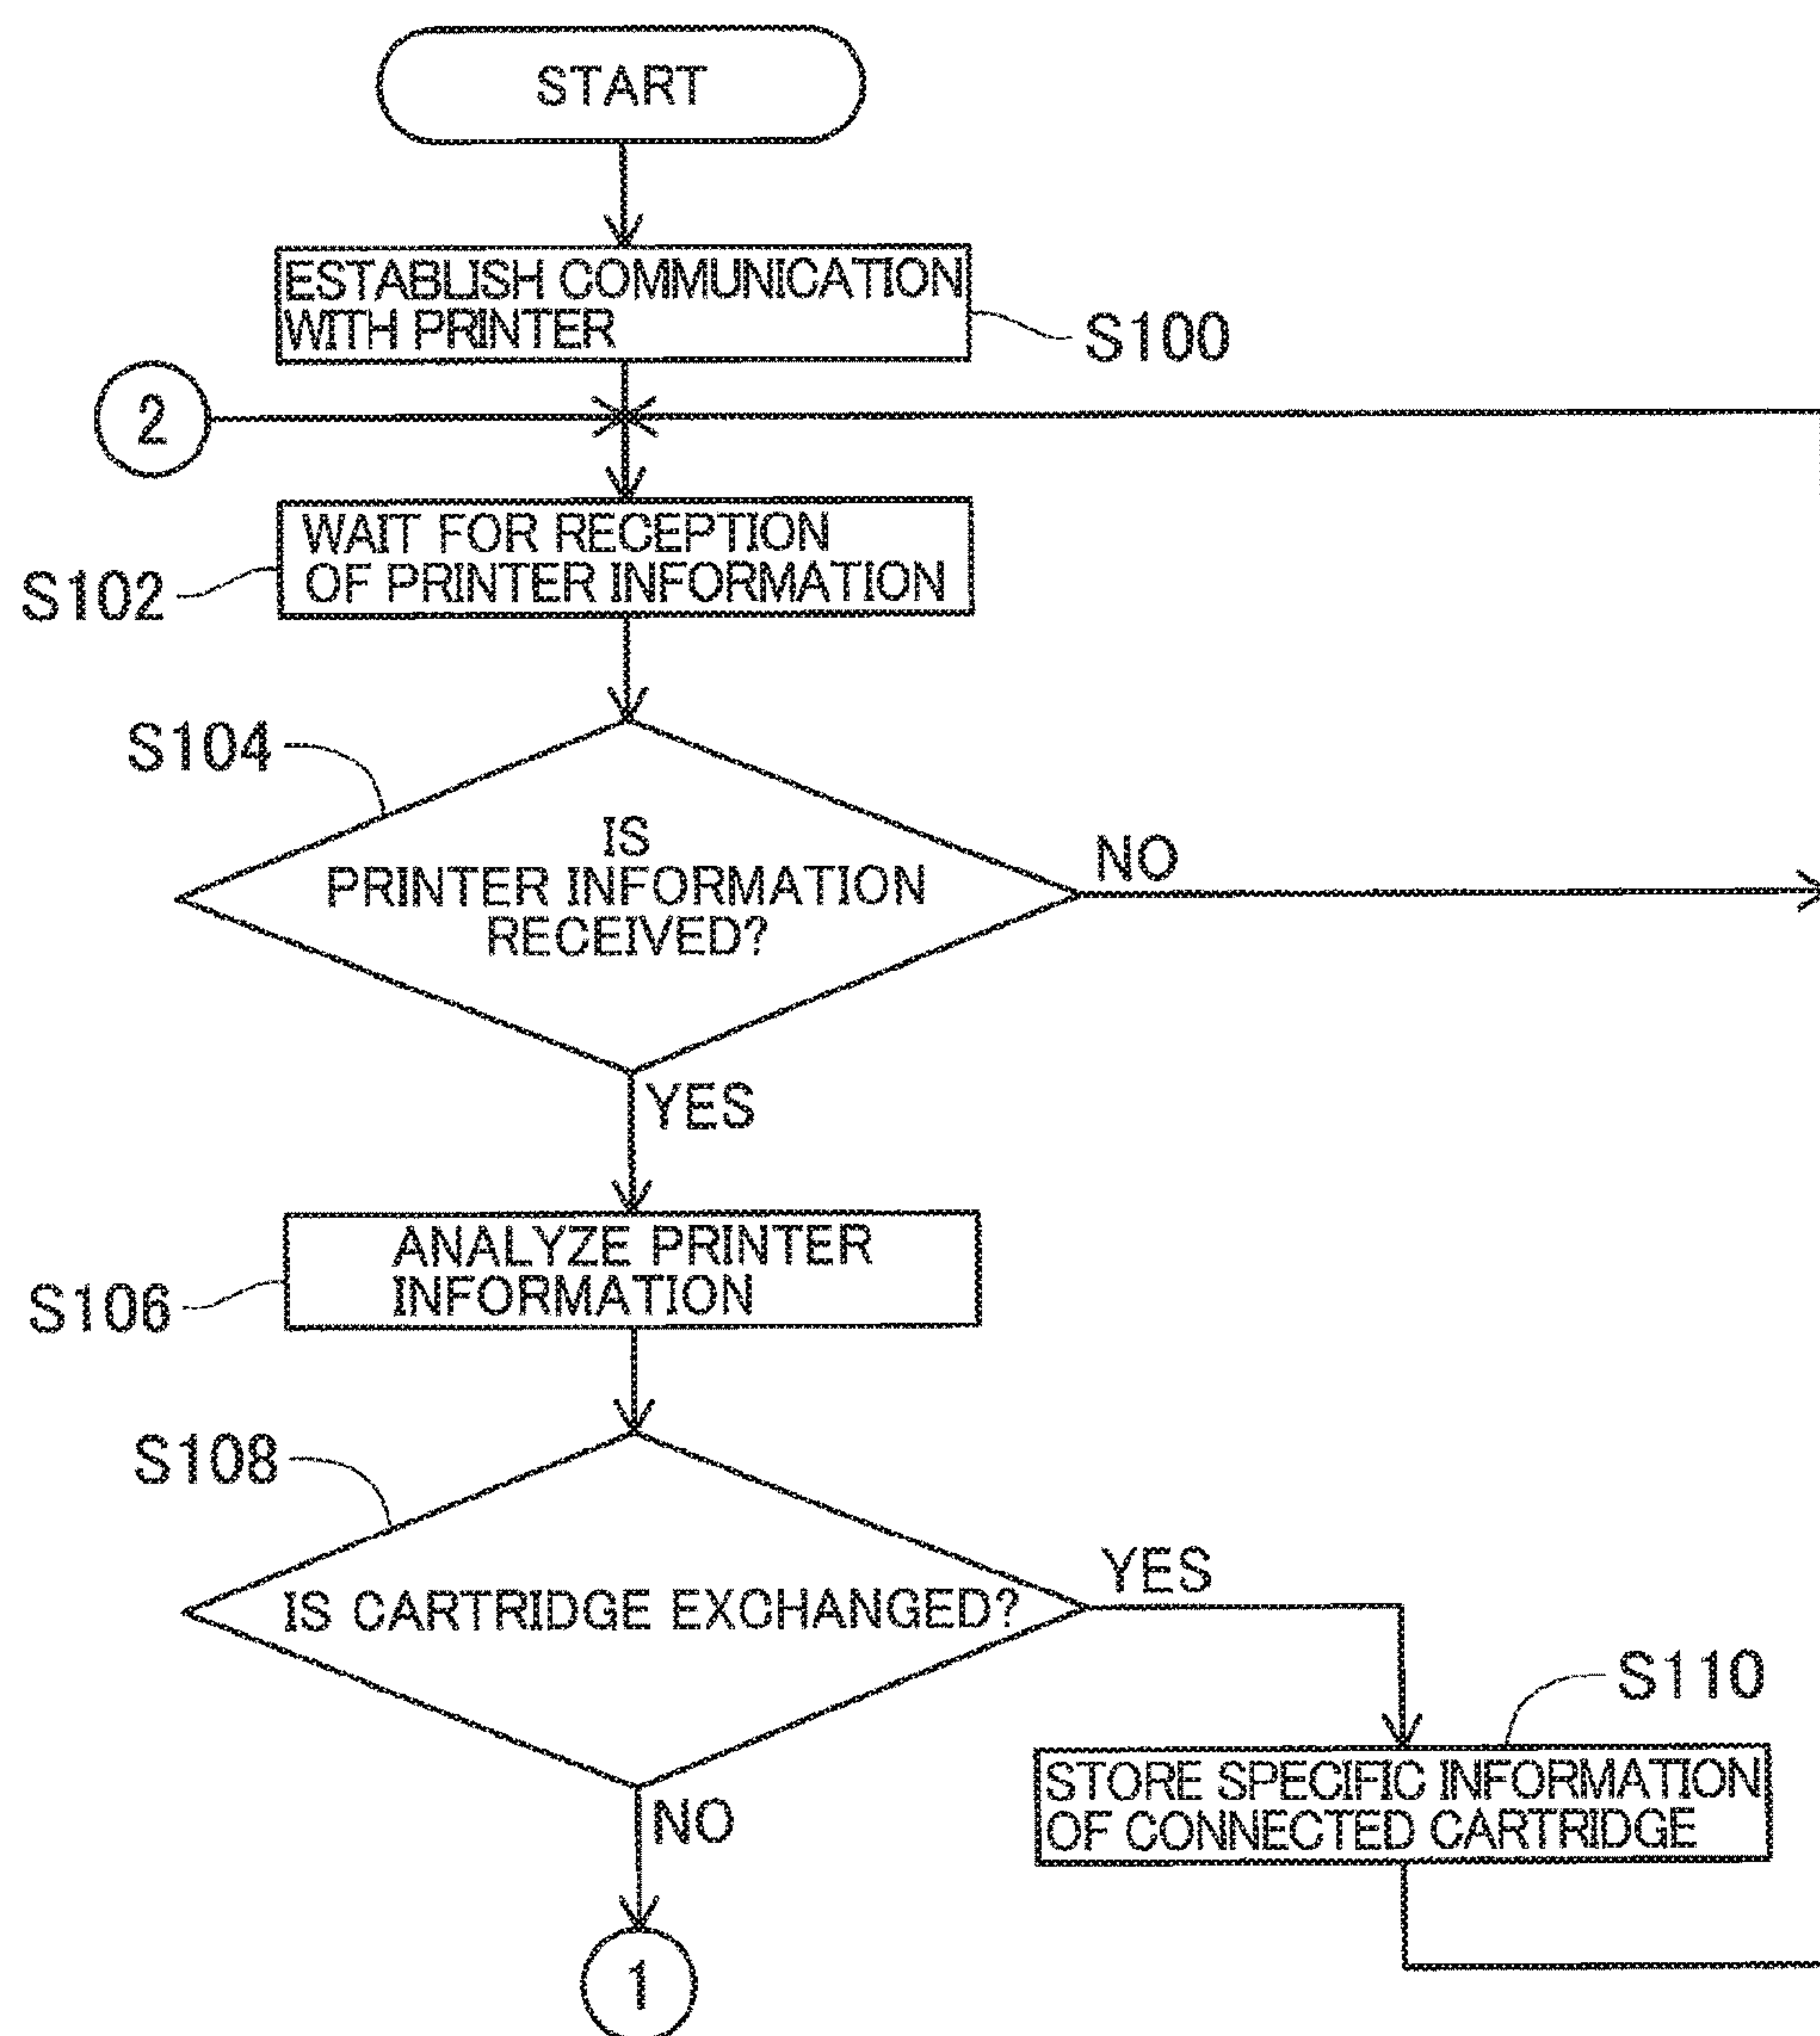 START
ESTABLISH COMMUNICATION
WITH PRINTER
S100
2
WAIT FOR RECEPTION
OF PRINTER INFORMATION
S102
S104
IS
PRINTER INFORMATION
RECEIVED?
NO
YES
ANALYZE PRINTER
INFORMATION
S106
S108
IS CARTRIDGE EXCHANGED?
YES
S110
STORE SPECIFIC INFORMATION
OF CONNECTED CARTRIDGE
NO
1